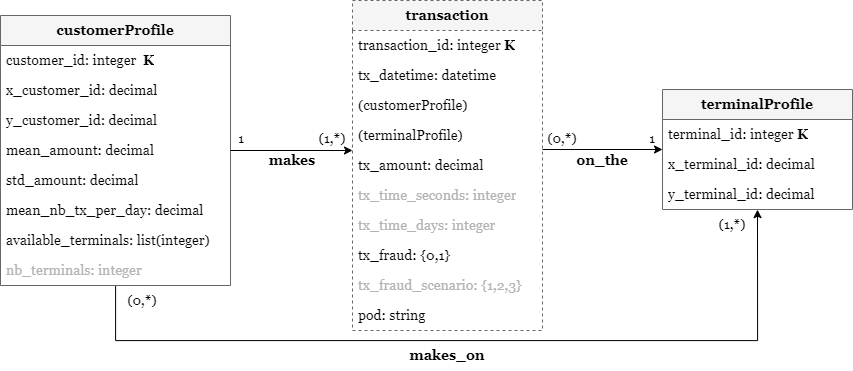 customerProfile
customer_id: integer K
x_customer_id: decimal
y_customer_id: decimal
mean_amount: decimal
std_amount: decimal
mean_nb_tx_per_day: decimal
available_terminals: list(integer)
nb_terminals: integer
(0,*)
1
(1,*)
makes
transaction
transaction_id: integer K
tx_datetime: datetime
(customerProfile)
(terminalProfile)
tx_amount: decimal
tx_time_seconds: integer
tx_time_days: integer
tx_fraud: {0,1}
tx_fraud_scenario: {1,2,3}
pod: string
(0,*)
1
on_the
terminalProfile
terminal_id: integer K
x_terminal_id: decimal
y_terminal_id: decimal
(1,*)
makes_on